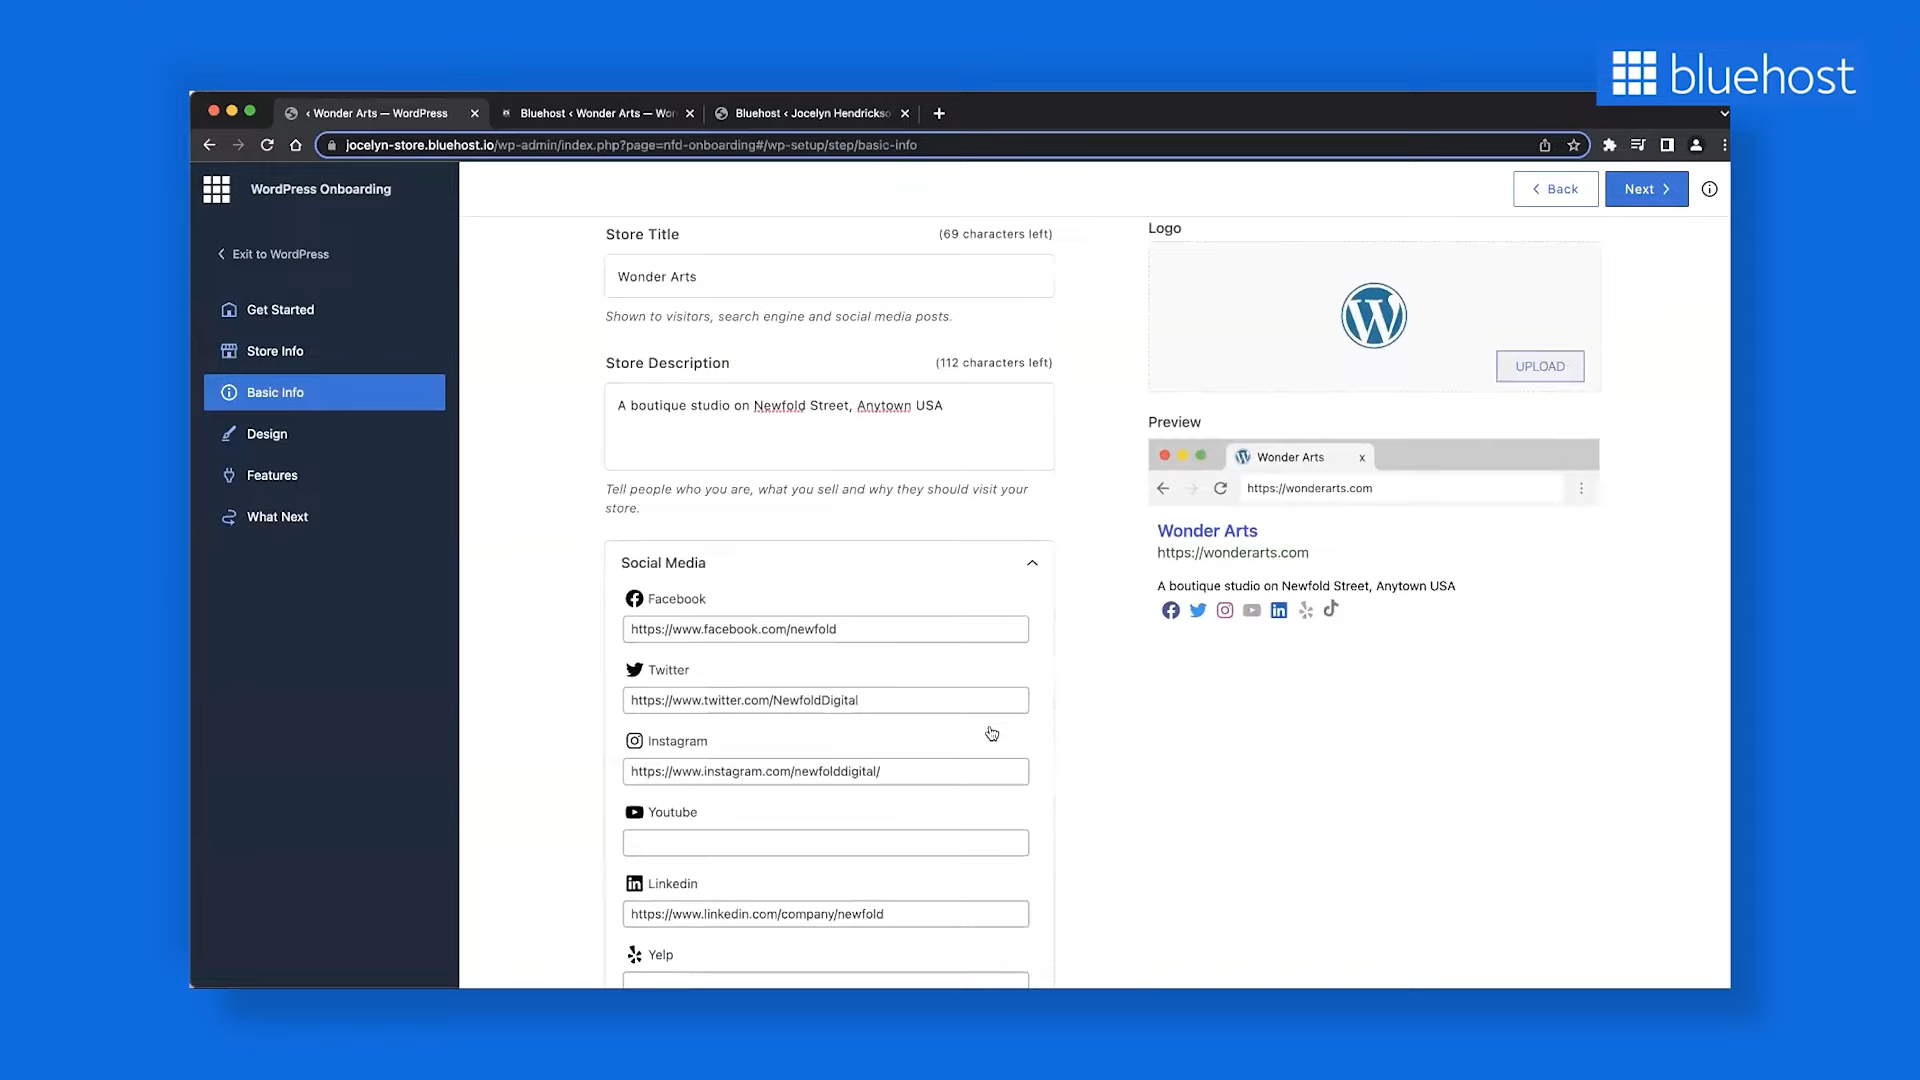 bluehost
‹ Wonder Arts — WordPress
Bluehost ‹ Wonder Arts — Wor
Bluehost ‹ Jocelyn Hendrickso
jocelyn-store.bluehost.io/wp-admin/index.php?page=nfd-onboarding#/wp-setup/step/basic-info
WordPress Onboarding
Back
Next
Exit to WordPress
Get Started
Store Info
Basic Info
Design
Features
What Next
Store Title
(69 characters left)
Wonder Arts
Shown to visitors, search engine and social media posts.
Store Description
(112 characters left)
A boutique studio on Newfold Street, Anytown USA
Tell people who you are, what you sell and why they should visit your
store.
Social Media
Facebook
https://www.facebook.com/newfold
Twitter
https://www.twitter.com/NewfoldDigital
Instagram
https://www.instagram.com/newfolddigital/
Youtube
Linkedin
https://www.linkedin.com/company/newfold
Yelp
Logo
UPLOAD
Preview
Wonder Arts
https://wonderarts.com
Wonder Arts
https://wonderarts.com
A boutique studio on Newfold Street, Anytown USA